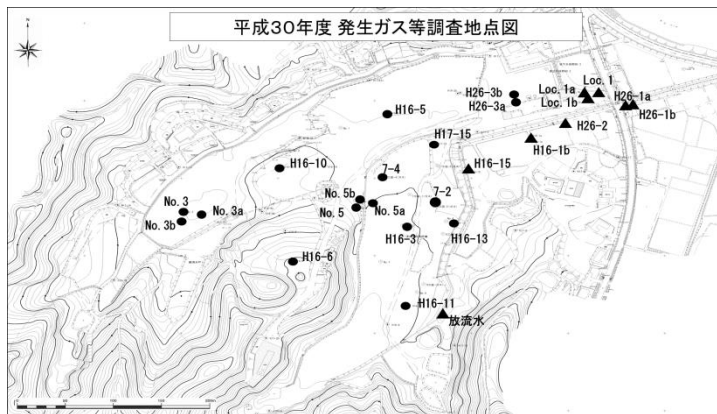 平成30年度 発生ガス等調査地点図
N
Loc. 1a
Loc. 1
H26-3b
H26-3a
Loc. 1b
H26-1a
H26-1b
H16-5
H26-2
H17-15
H16-1b
H16-10
7-4
H16-15
No. 5b
No. 3
No. 3a
No. 5
No. 5a
7-2
No. 3b
H16-3
H16-13
H16-6
H16-11
放流水